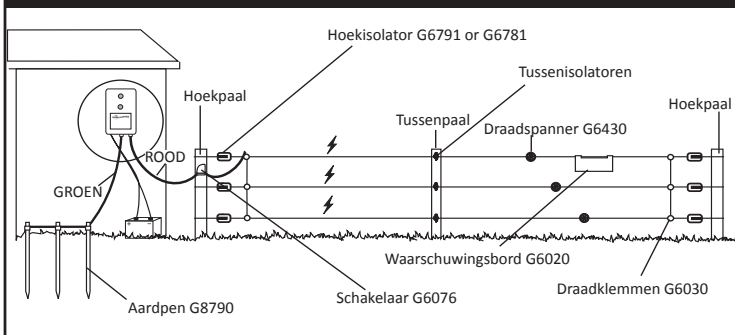 Hoekisolator G6791 or G6781
Tussenisolatoren
Hoekpaal
Tussenpaal
Draadspanner G6430
Hoekpaal
ROOD
GROEN
Waarschuwingsbord G6020
Draadklemmen G6030
Schakelaar G6076
Aardpen G8790